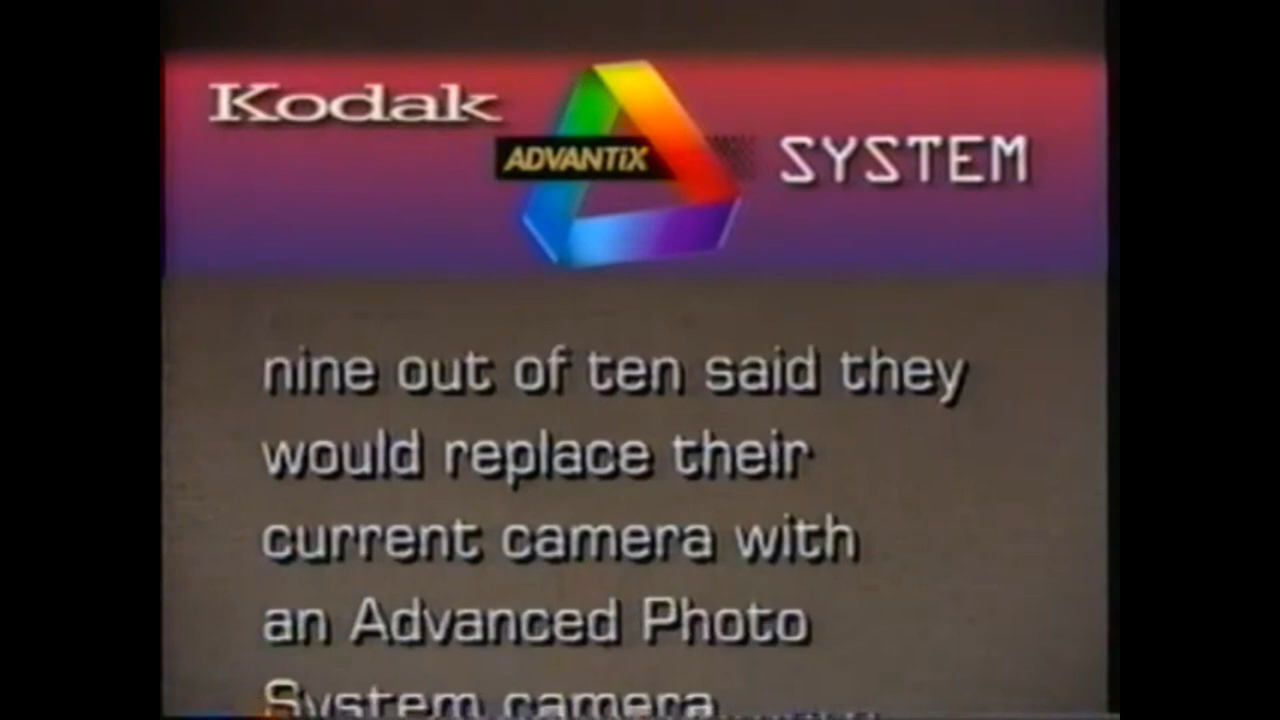 Kodak
ADVANTiX
SYSTEM
nine out of ten said they
would replace their
current camera with
an Advanced Photo
System camera